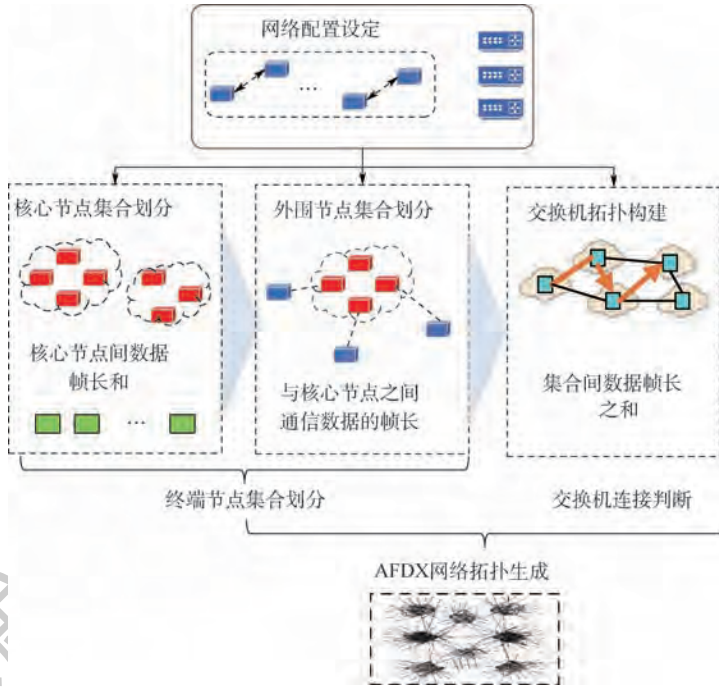 网络配置设定
...
核心节点集合划分
外围节点集合划分
交换机拓扑构建
核心节点间数据
帧长和
...
与核心节点之间
通信数据的帧长
集合间数据帧长
之和
终端节点集合划分
交换机连接判断
AFDX网络拓扑生成